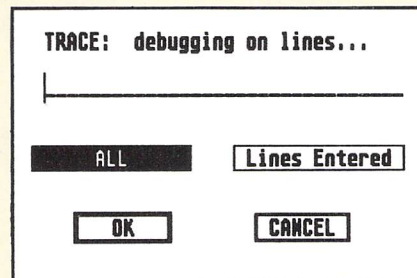 TRACE: debugging on lines...
ALL
Lines Entered
OK
CANCEL